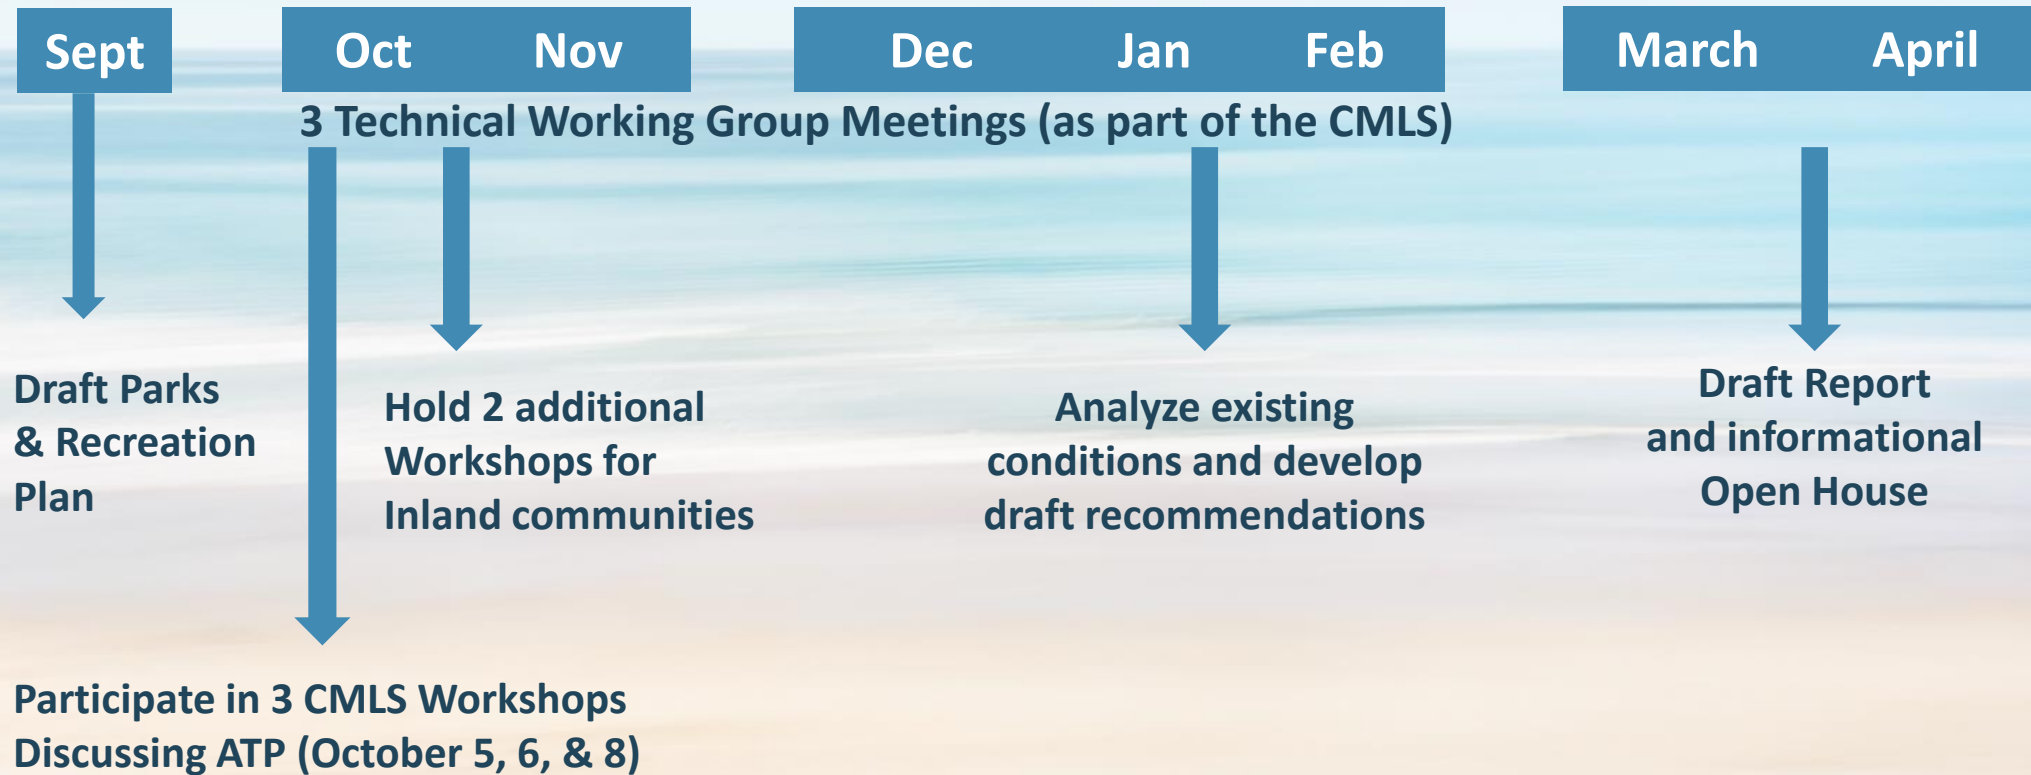 Sept Oct Nov Dec Jan Feb March April
3 Technical Working Group Meetings (as part of the CMLS)
Draft Parks
& Recreation
Plan
Hold 2 additional
Workshops for
Inland communities
Analyze existing
conditions and develop
draft recommendations
Draft Report
and informational
Open House
Participate in 3 CMLS Workshops
Discussing ATP (October 5, 6, & 8)